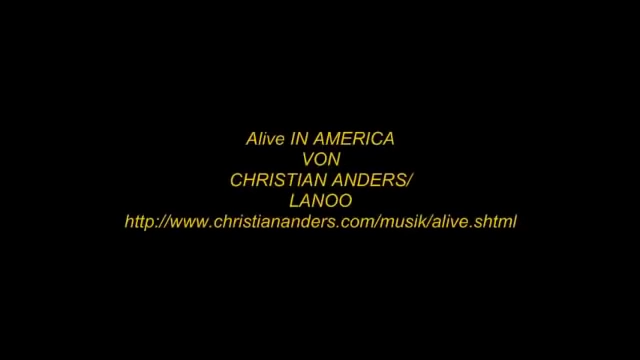 Alive IN AMERICA
VON
CHRISTIAN ANDERS/
LANOO
http://www.christiananders.com/musik/alive.shtml